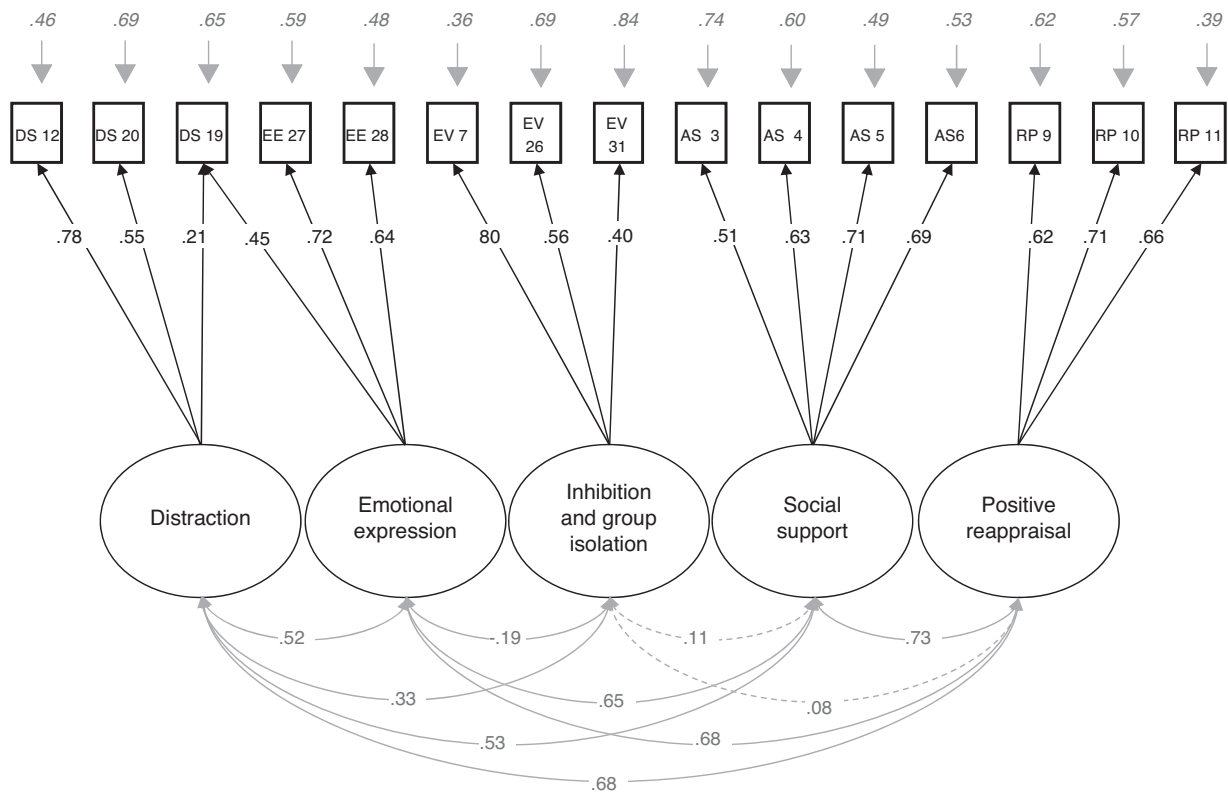 .46 .69 .65 .59 .48 .36 .69 .84 .74 .60 .49 .53 .62 .57 .39
DS 12 DS 20 DS 19 EE 27 EE 28 EV 7 EV 26 EV 31 AS 3 AS 4 AS 5 AS6 RP 9 RP 10 RP 11
.78 .55 .21 .45 .72 .64 80 .56 .40 .51 .63 .71 .69 .62 .71 .66
Distraction
Emotional
expression
Inhibition
and group
isolation
Social
support
Positive
reappraisal
.52 -.19 .11 .73
.33 .65 .08
.53 .68
.68